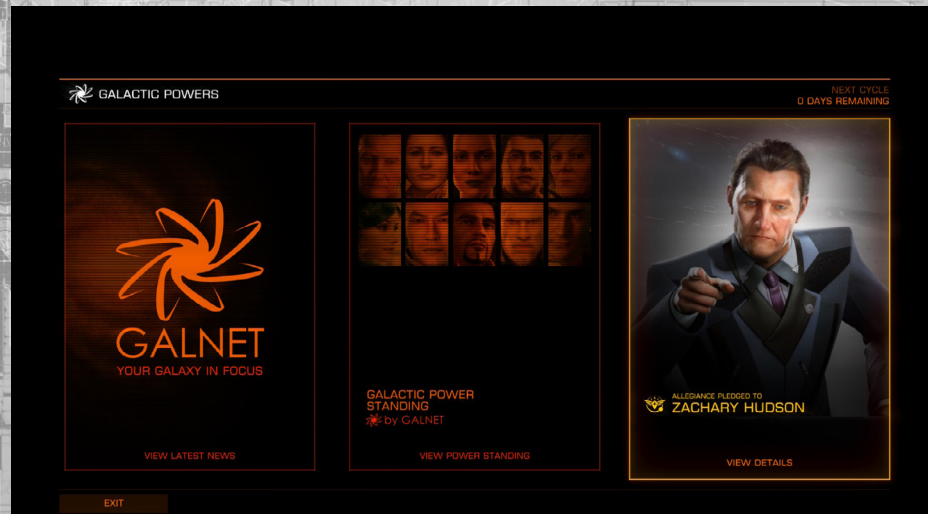 GALACTIC POWERS
NEXT CYCLE
0 DAYS REMAINING
GALNET
YOUR GALAXY IN FOCUS
VIEW LATEST NEWS
GALACTIC POWER
STANDING
by GALNET
VIEW POWER STANDING
ALLEGIANCE PLEDGED TO
ZACHARY HUDSON
VIEW DETAILS
EXIT